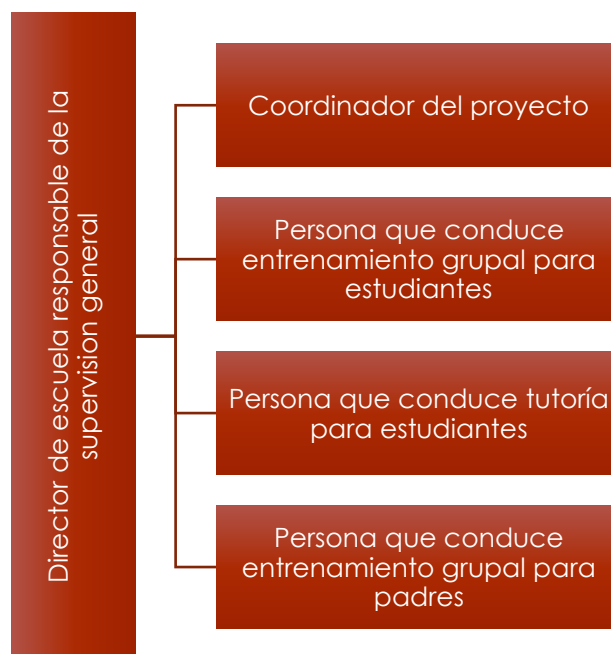 Director de escuela responsable de la
supervision general
Coordinador del proyecto
Persona que conduce
entrenamiento grupal para
estudiantes
Persona que conduce tutoría
para estudiantes
Persona que conduce
entrenamiento grupal para
padres